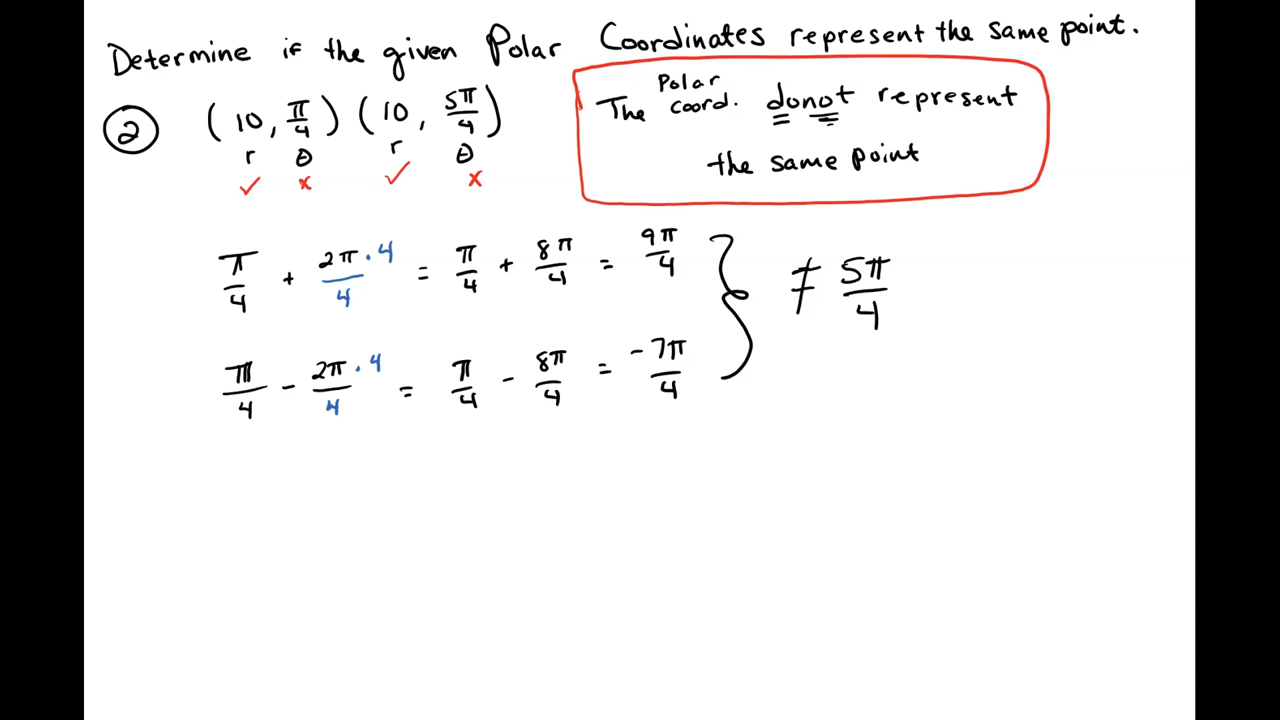 Determine if the given Polar Coordinates represent the same point.
② (10, π/4) (10, 5π/4)
r θ r θ
✓ × ✓ ×
The Polar coord. do not represent
the same point
π/4 + 2π·4/4 = π/4 + 8π/4 = 9π/4
π/4 - 2π·4/4 = π/4 - 8π/4 = -7π/4
} ≠ 5π/4